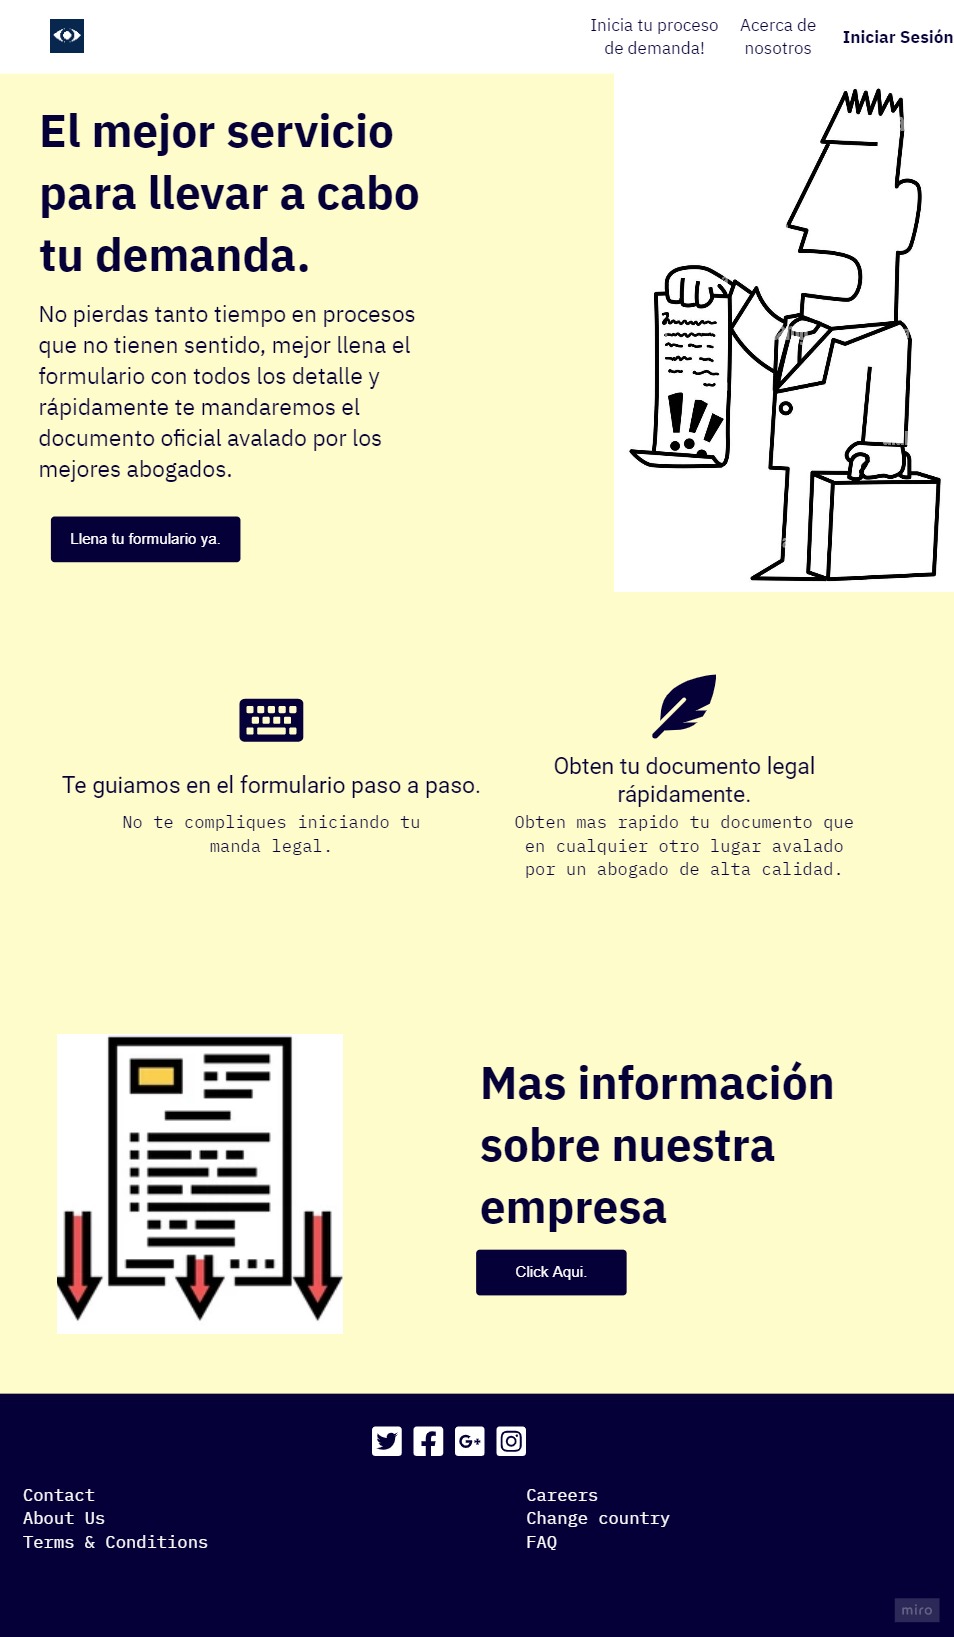 Inicia tu proceso
de demanda!
Acerca de
nosotros
Iniciar Sesión
El mejor servicio
para llevar a cabo
tu demanda.
No pierdas tanto tiempo en procesos
que no tienen sentido, mejor llena el
formulario con todos los detalle y
rápidamente te mandaremos el
documento oficial avalado por los
mejores abogados.
Llena tu formulario ya.
Te guiamos en el formulario paso a paso.
No te compliques iniciando tu
manda legal.
Obten tu documento legal
rápidamente.
Obten mas rapido tu documento que
en cualquier otro lugar avalado
por un abogado de alta calidad.
Mas información
sobre nuestra
empresa
Click Aqui.
Contact
About Us
Terms & Conditions
Careers
Change country
FAQ
miro